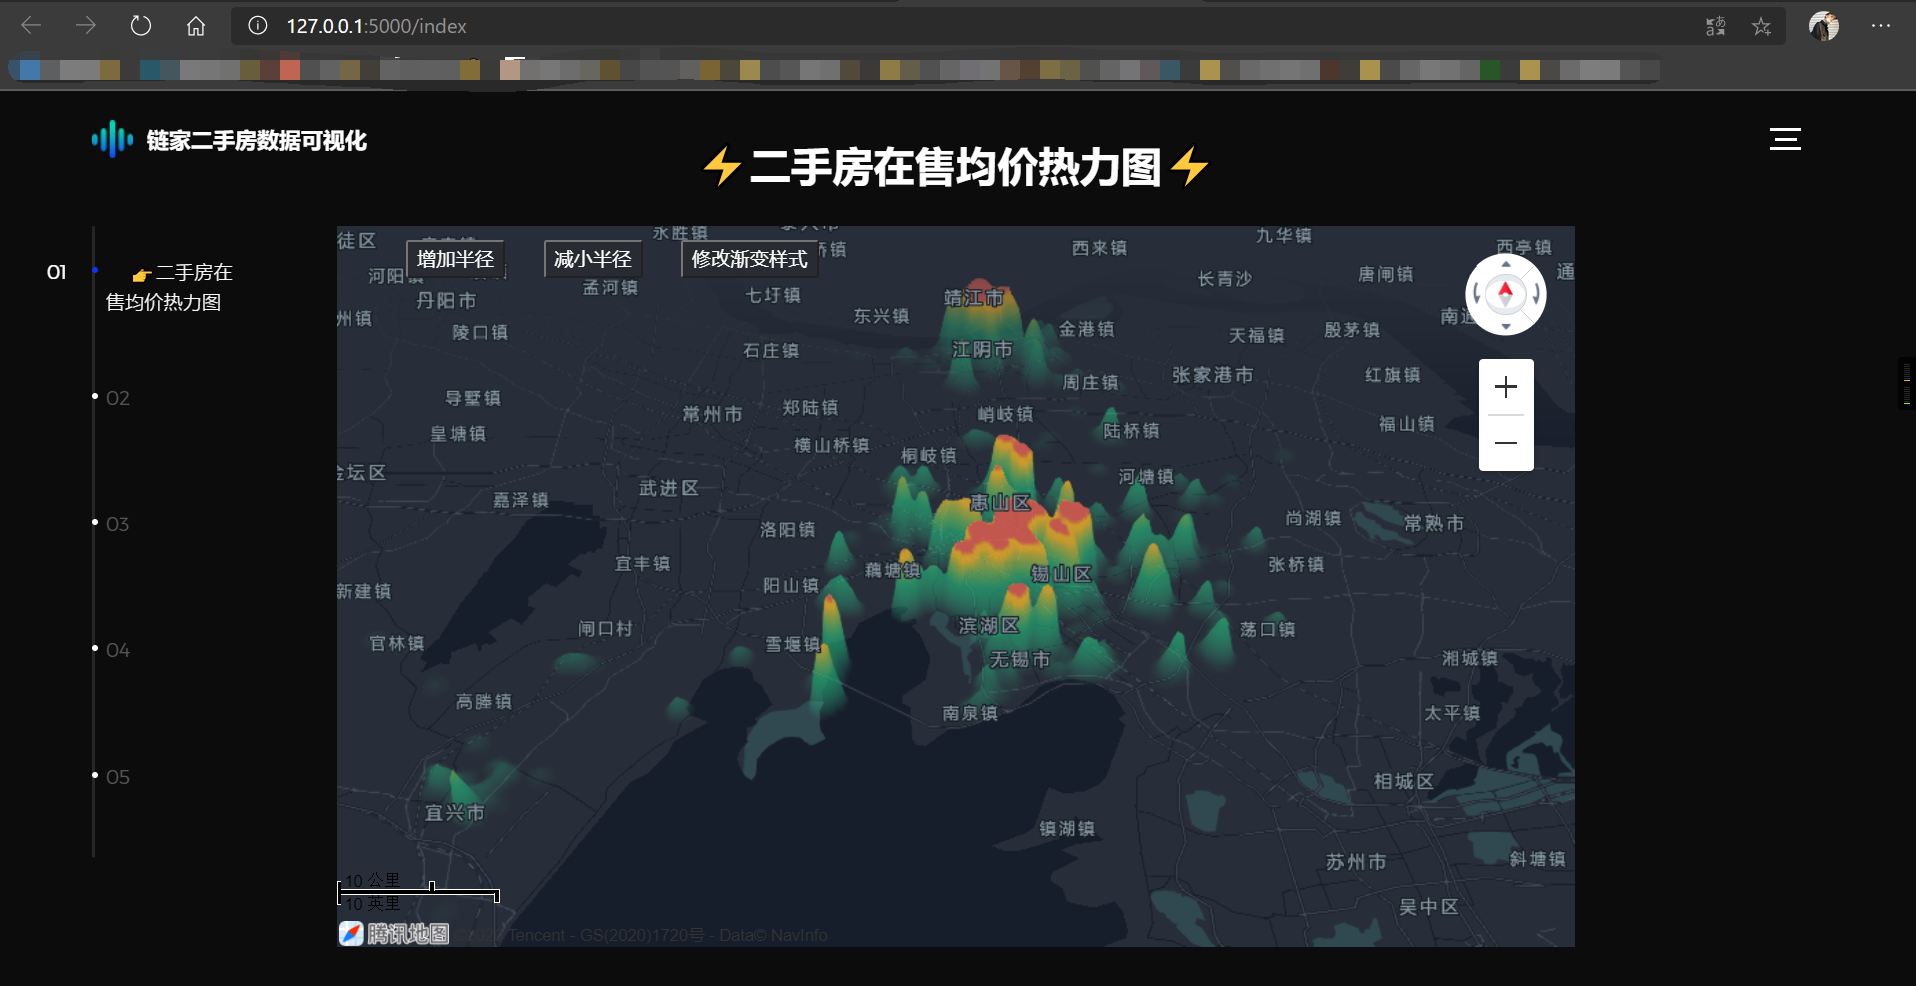 127.0.0.1:5000/index
链家二手房数据可视化
⚡二手房在售均价热力图⚡
01
👉二手房在
售均价热力图
02
03
04
05
增加半径
减小半径
修改渐变样式
永胜镇
九华镇
西来镇
西亭镇
徒区
桥镇
河阳镇
孟河镇
长青沙
唐闸镇
通
丹阳市
七圩镇
靖江市
州镇
陵口镇
东兴镇
金港镇
天福镇
殷茅镇
南通
石庄镇
江阴市
周庄镇
张家港市
红旗镇
导墅镇
常州市
郑陆镇
峭岐镇
福山镇
皇塘镇
横山桥镇
桐岐镇
陆桥镇
金坛区
嘉泽镇
武进区
河塘镇
惠山区
洛阳镇
尚湖镇
常熟市
宜丰镇
藕塘镇
锡山区
张桥镇
新建镇
阳山镇
官林镇
闸口村
雪堰镇
滨湖区
荡口镇
无锡市
湘城镇
高塍镇
南泉镇
太平镇
宜兴市
相城区
镇湖镇
苏州市
斜塘镇
吴中区
10 公里
10 英里
腾讯地图
Tencent - GS(2020)1720号 - Data© NavInfo